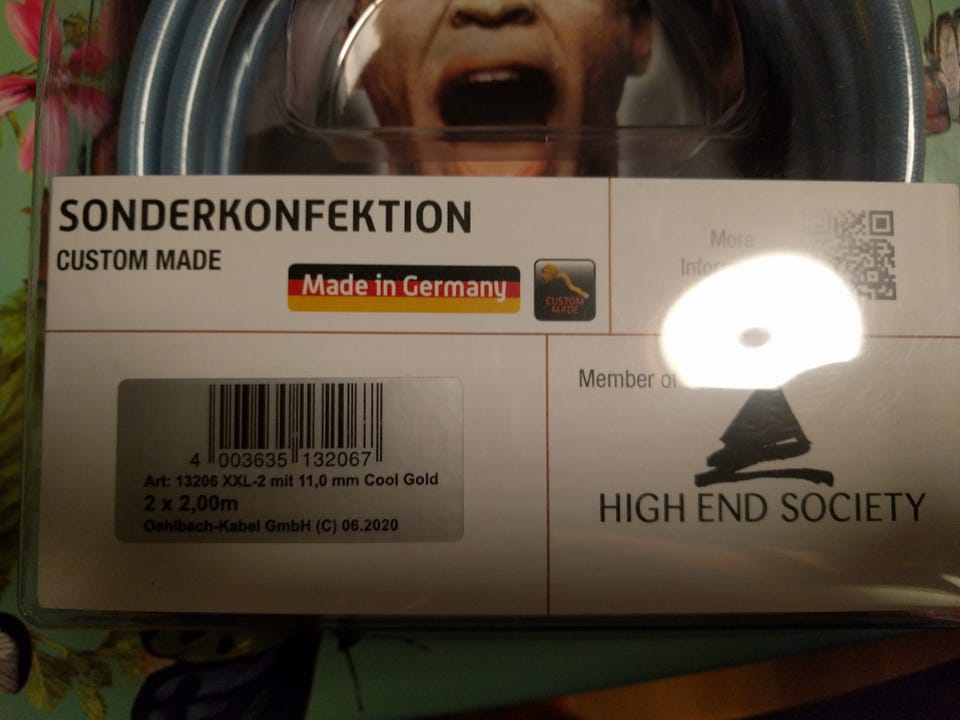 SONDERKONFEKTION
CUSTOM MADE
Made in Germany
CUSTOM
MADE
More
4 003635 132067
Art: 13206 XXL-2 mit 11,0 mm Cool Gold
2 x 2,00m
Oehlbach-Kabel GmbH (C) 06.2020
Member of
HIGH END SOCIETY